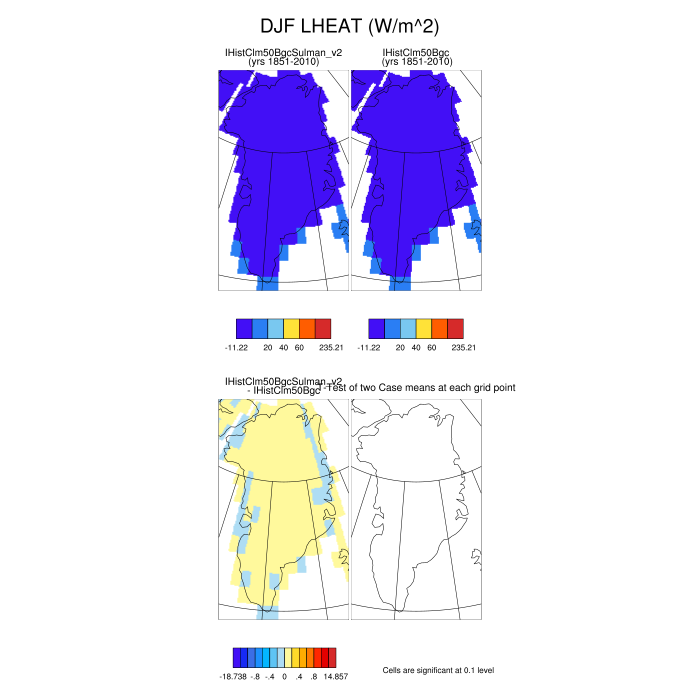 DJF LHEAT (W/m^2)
IHistClm50BgcSulman_v2
(yrs 1851-2010)
IHistClm50Bgc
(yrs 1851-2010)
-11.22 20 40 60 235.21
-11.22 20 40 60 235.21
IHistClm50BgcSulman_v2
- IHistClm50Bgc
T-Test of two Case means at each grid point
-18.738 -.8 -.4 0 .4 .8 14.857
Cells are significant at 0.1 level